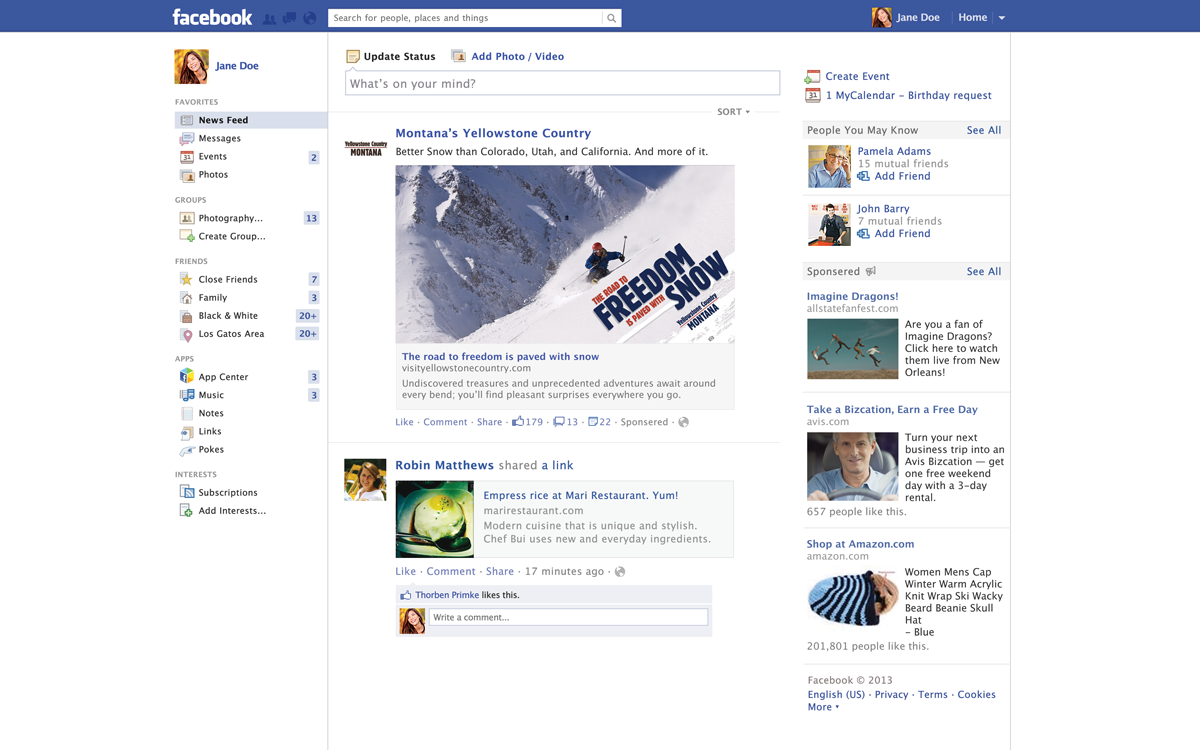 facebook
Search for people, places and things
Jane Doe
Home
Jane Doe
FAVORITES
News Feed
Messages
Events 2
Photos
GROUPS
Photography... 13
Create Group...
FRIENDS
Close Friends 7
Family 3
Black & White 20+
Los Gatos Area 20+
APPS
App Center 3
Music 3
Notes
Links
Pokes
INTERESTS
Subscriptions
Add Interests...
Update Status
Add Photo / Video
What's on your mind?
SORT
Yellowstone Country
MONTANA
Montana's Yellowstone Country
Better Snow than Colorado, Utah, and California. And more of it.
THE ROAD TO
FREEDOM
IS PAVED WITH
SNOW
Yellowstone Country
MONTANA
The road to freedom is paved with snow
visityellowstonecountry.com
Undiscovered treasures and unprecedented adventures await around
every bend; you'll find pleasant surprises everywhere you go.
Like · Comment · Share · 179 · 13 · 22 · Sponsored ·
Robin Matthews shared a link
Empress rice at Mari Restaurant. Yum!
marirestaurant.com
Modern cuisine that is unique and stylish.
Chef Bui uses new and everyday ingredients.
Like · Comment · Share · 17 minutes ago ·
Thorben Primke likes this.
Write a comment...
Create Event
31 1 MyCalendar – Birthday request
People You May Know See All
Pamela Adams
15 mutual friends
Add Friend
John Barry
7 mutual friends
Add Friend
Sponsored See All
Imagine Dragons!
allstatefanfest.com
Are you a fan of
Imagine Dragons?
Click here to watch
them live from New
Orleans!
Take a Bizcation, Earn a Free Day
avis.com
Turn your next
business trip into an
Avis Bizcation — get
one free weekend
day with a 3-day
rental.
657 people like this.
Shop at Amazon.com
amazon.com
Women Mens Cap
Winter Warm Acrylic
Knit Wrap Ski Wacky
Beard Beanie Skull
Hat
– Blue
201,801 people like this.
Facebook © 2013
English (US) · Privacy · Terms · Cookies
More